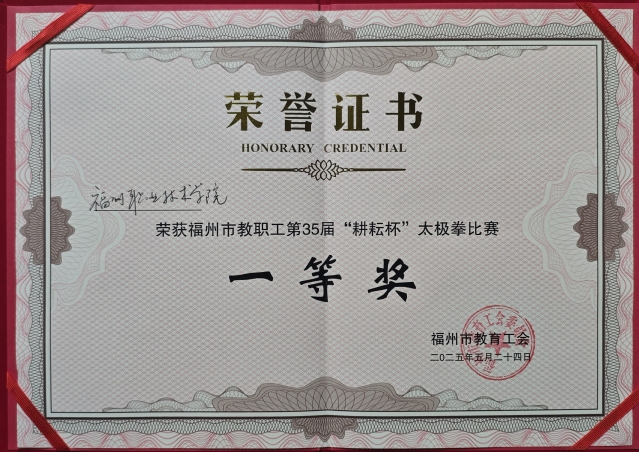 荣誉证书
HONORARY CREDENTIAL
福州职业技术学院
荣获福州市教职工第35届“耕耘杯”太极拳比赛
一等奖
福州市教育工会
二〇二五年五月二十四日